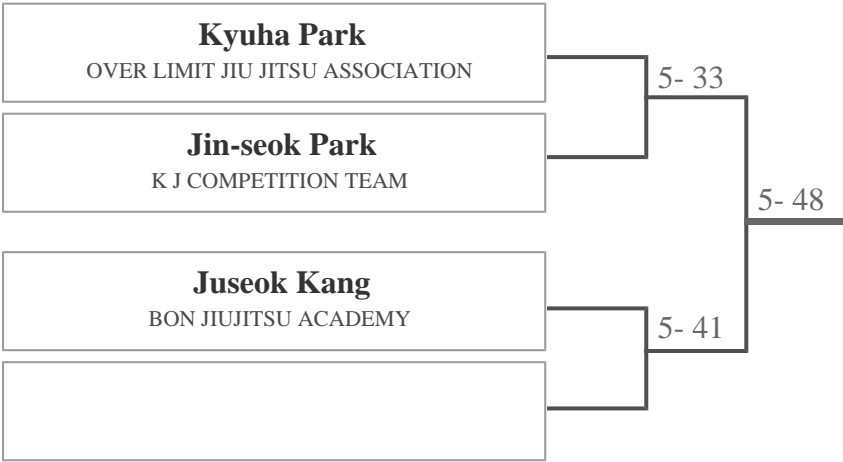 Kyuha Park
OVER LIMIT JIU JITSU ASSOCIATION
5- 33
Jin-seok Park
K J COMPETITION TEAM
5- 48
Juseok Kang
BON JIUJITSU ACADEMY
5- 41